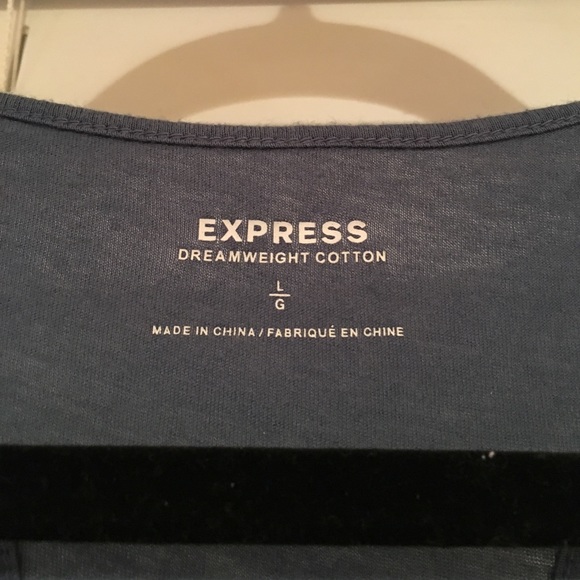 EXPRESS
DREAMWEIGHT COTTON
L
G
MADE IN CHINA / FABRIQUÉ EN CHINE